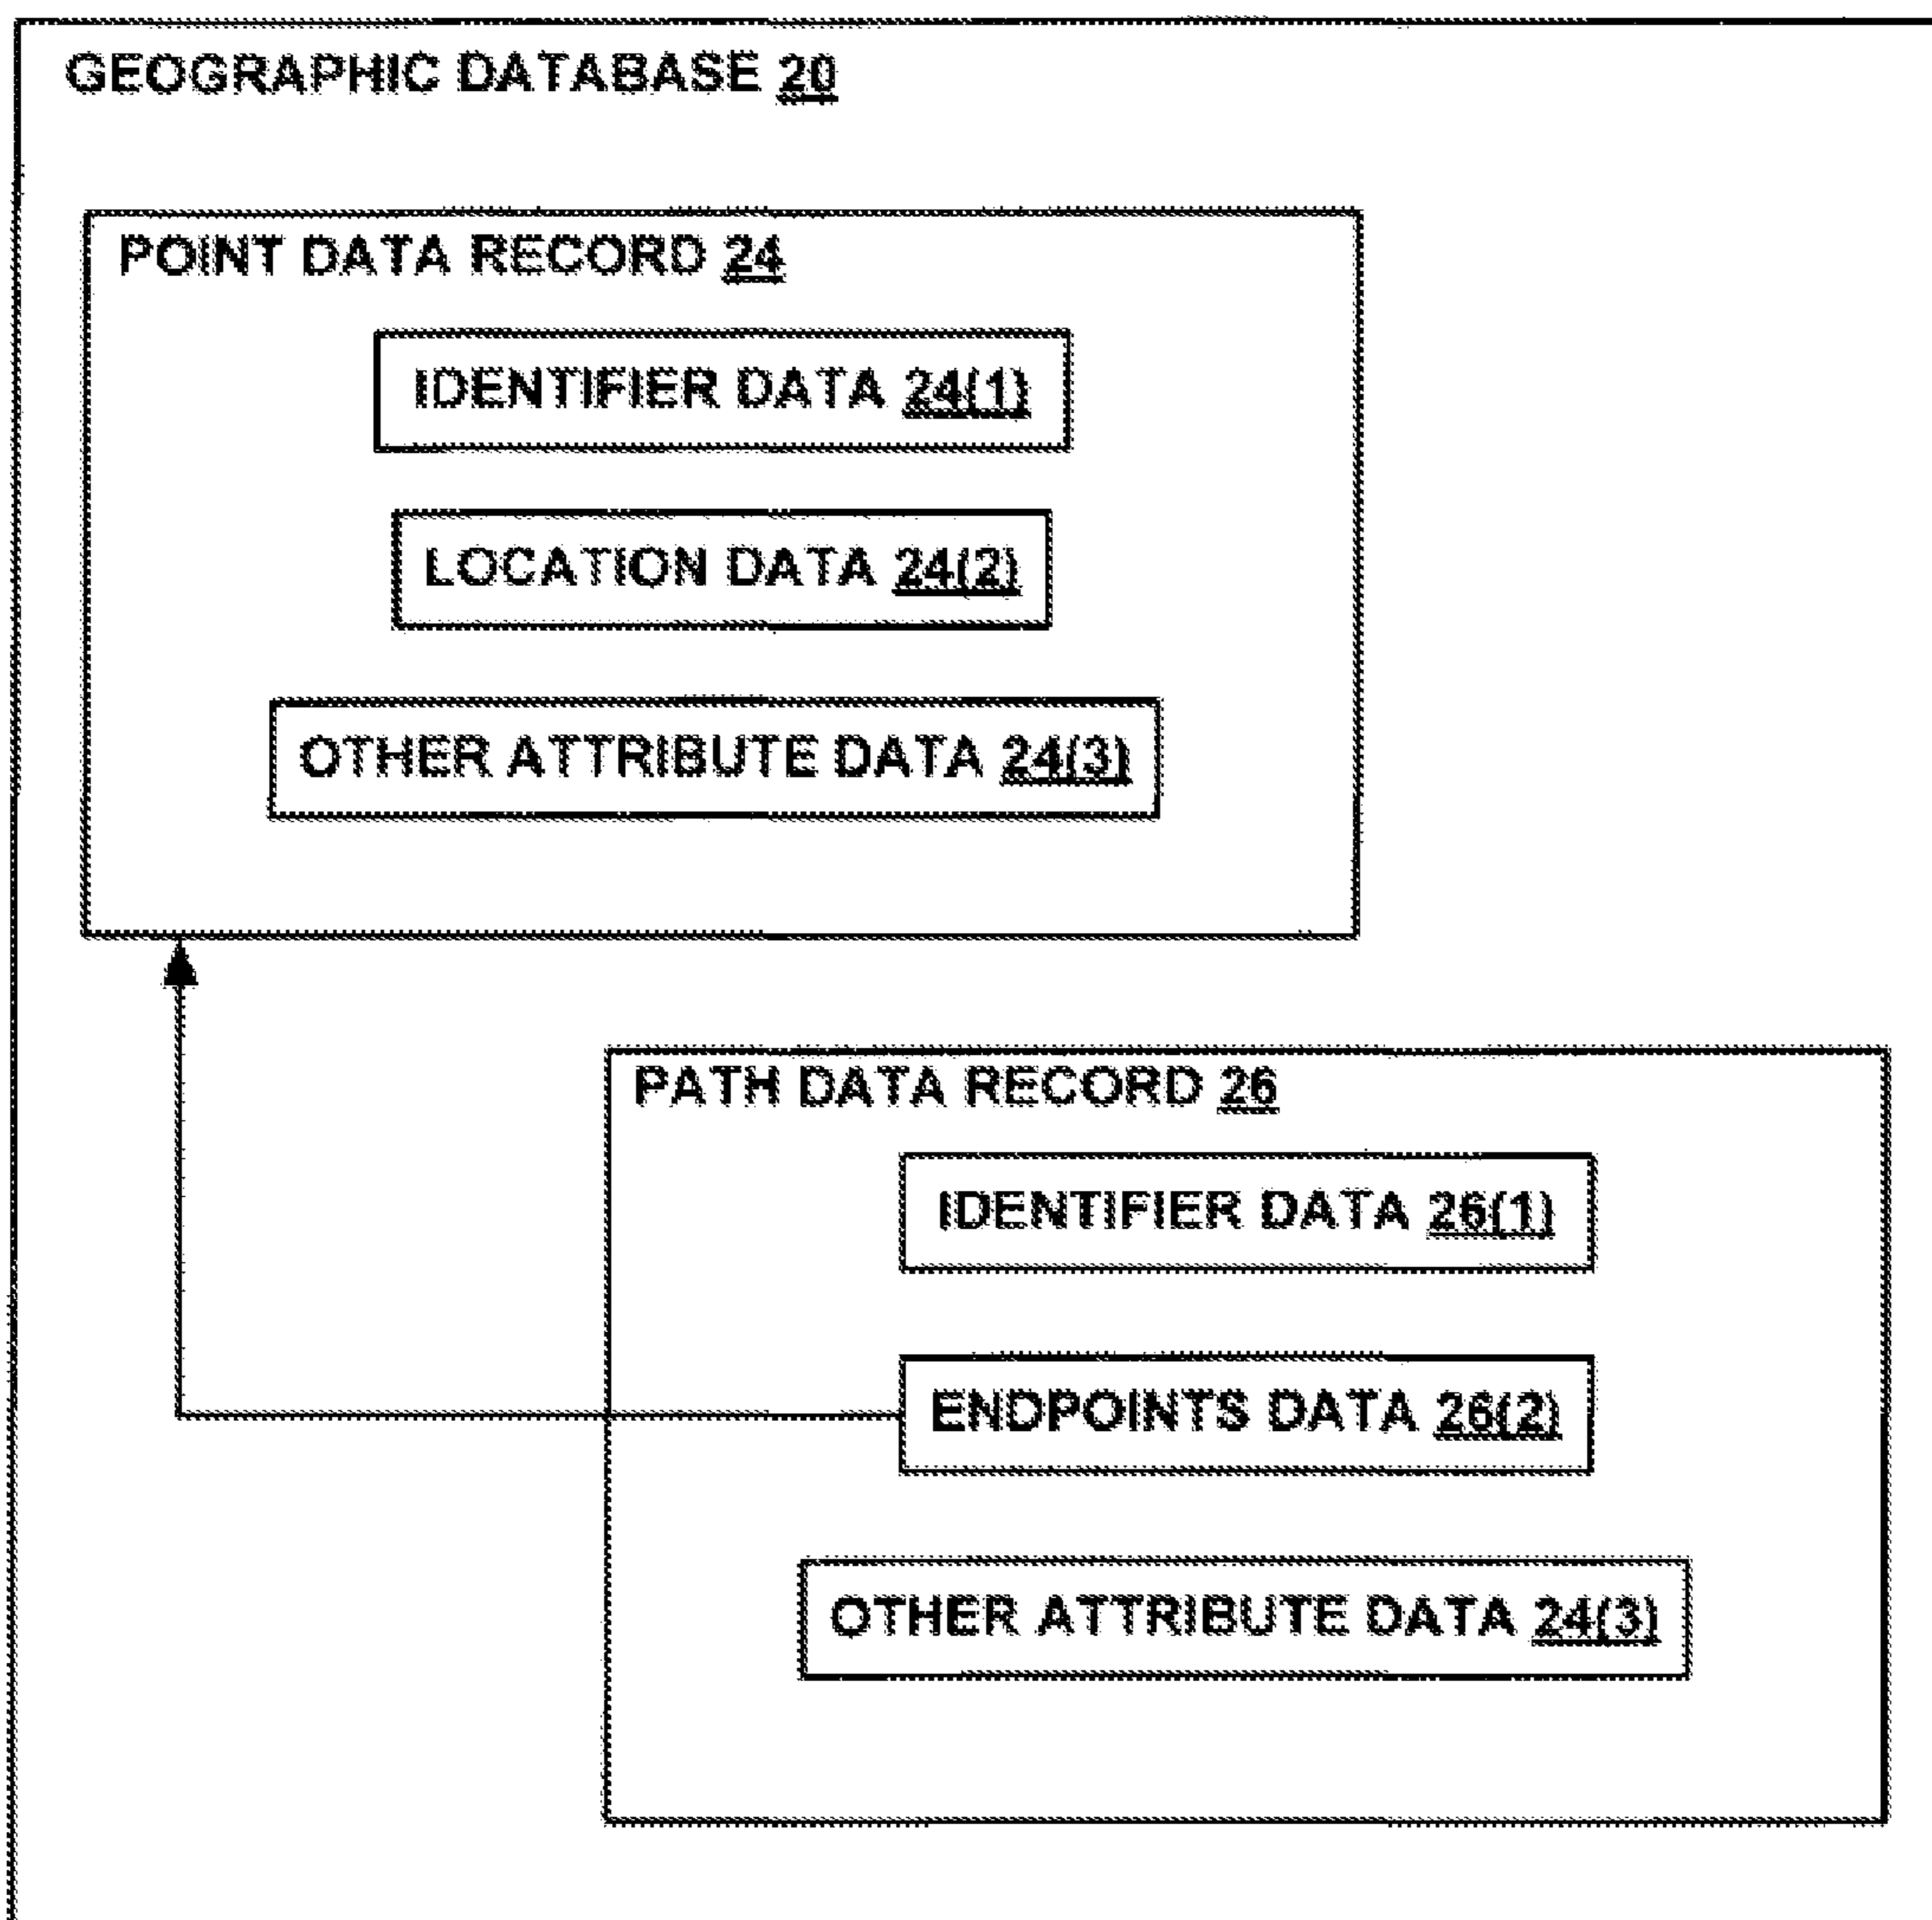 GEOGRAPHIC DATABASE 20
POINT DATA RECORD 24
IDENTIFIER DATA 24(1)
LOCATION DATA 24(2)
OTHER ATTRIBUTE DATA 24(3)
PATH DATA RECORD 26
IDENTIFIER DATA 26(1)
ENDPOINTS DATA 26(2)
OTHER ATTRIBUTE DATA 24(3)